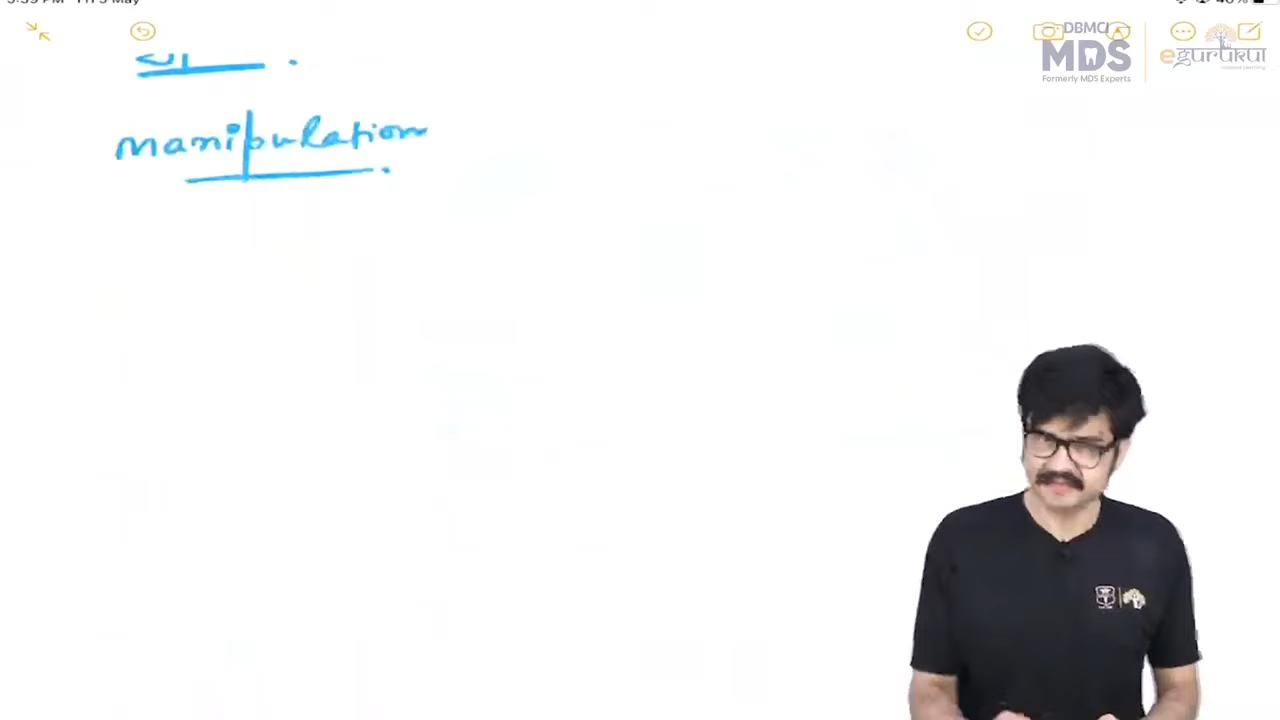 DBMCI
MDS
Formerly MDS Experts
egurukul
manipulation